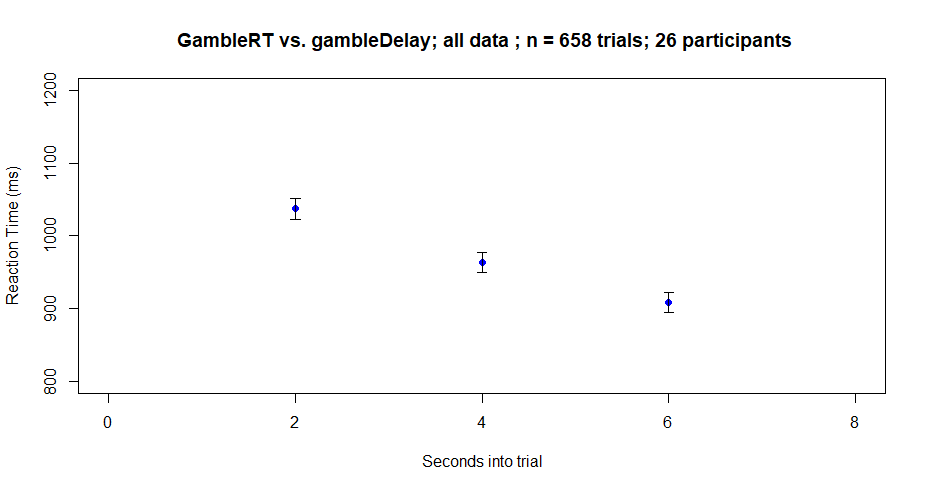 GambleRT vs. gambleDelay; all data ; n = 658 trials; 26 participants
1200
1100
1000
900
800
Reaction Time (ms)
0 2 4 6 8
Seconds into trial